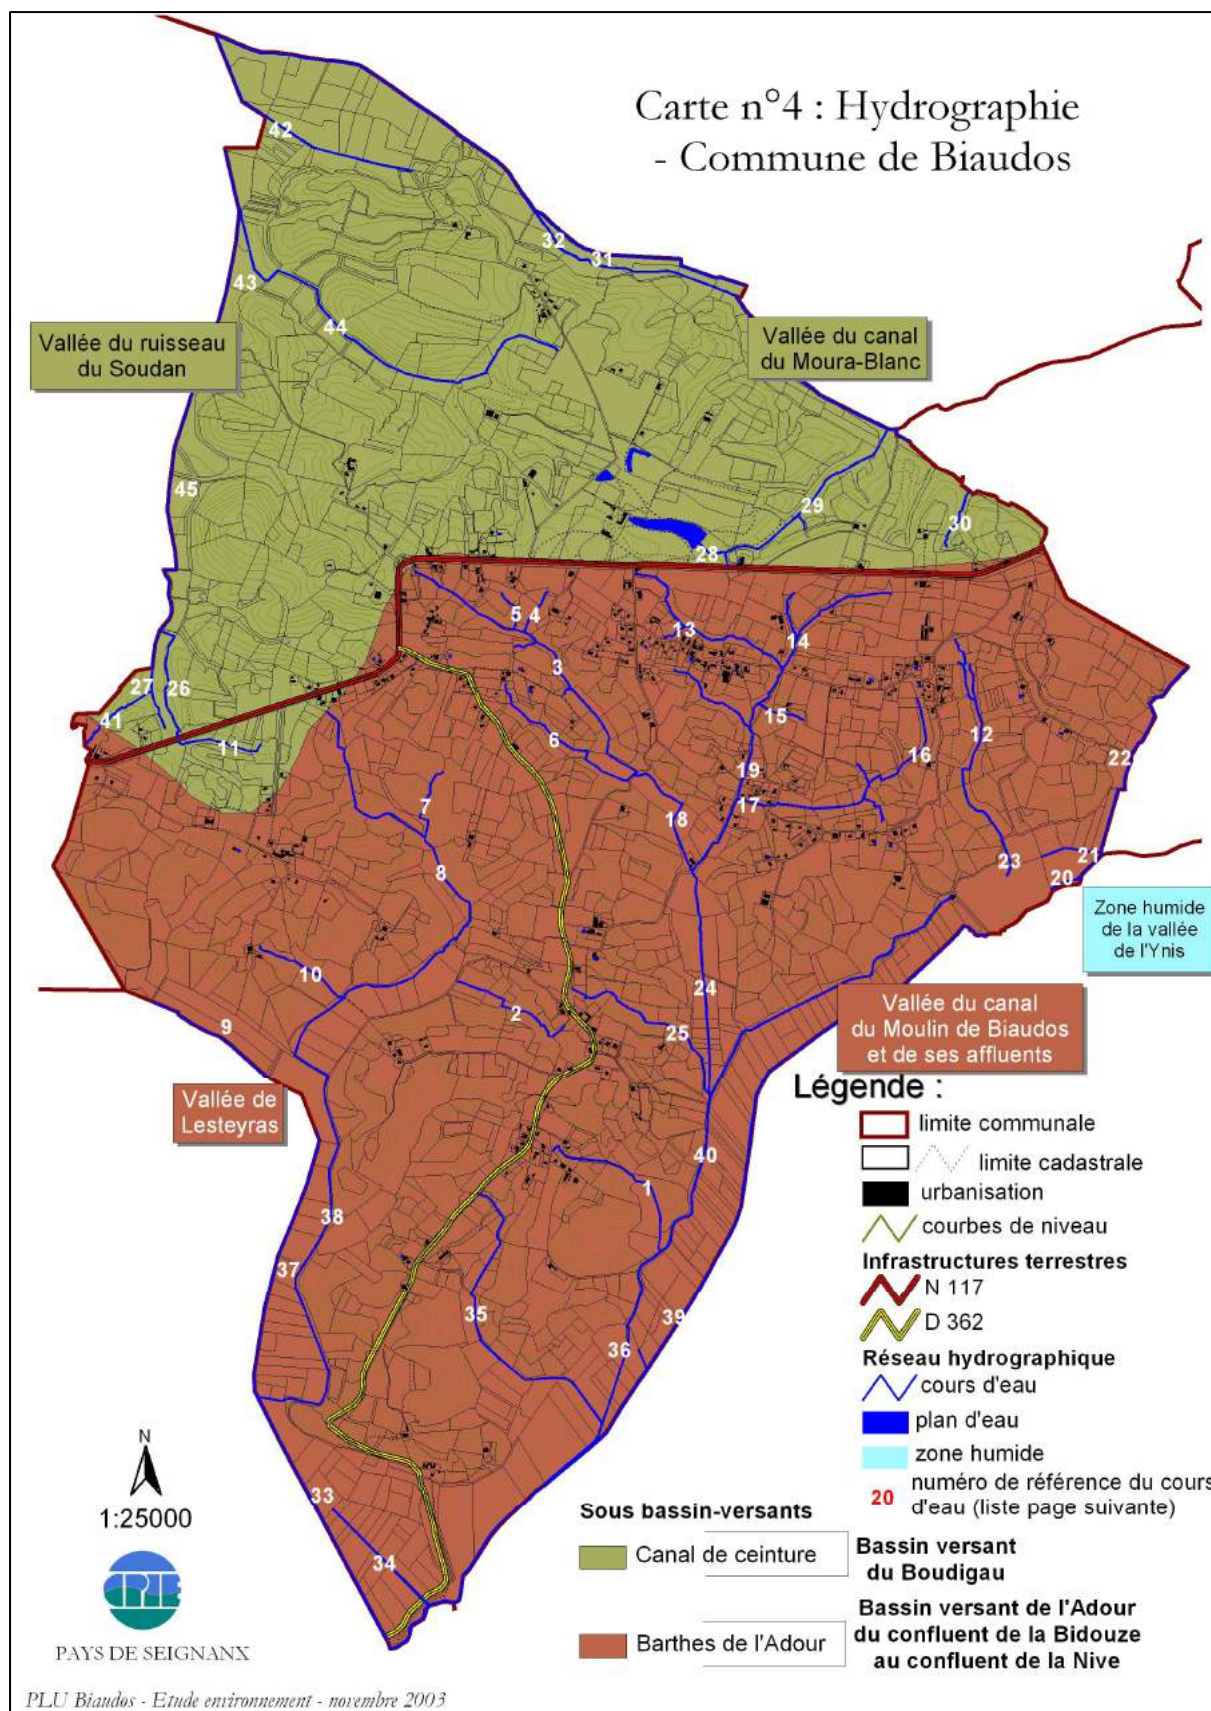 Carte n°4 : Hydrographie
- Commune de Biaudos
42
32
31
43
44
Vallée du ruisseau
du Soudan
Vallée du canal
du Moura-Blanc
45
29
30
28
5
4
13
14
3
27
26
41
11
6
15
12
22
16
19
17
7
18
8
23
21
20
Zone humide
de la vallée
de l'Ynis
10
9
2
24
25
Vallée du canal
du Moulin de Biaudos
et de ses affluents
Vallée de
Lesteyras
40
1
38
37
35
39
36
33
34
Légende :
limite communale
limite cadastrale
urbanisation
courbes de niveau
Infrastructures terrestres
N 117
D 362
Réseau hydrographique
cours d'eau
plan d'eau
zone humide
20 numéro de référence du cours
d'eau (liste page suivante)
N
1:25000
CPIE
PAYS DE SEIGNANX
Sous bassin-versants
Canal de ceinture
Bassin versant
du Boudigau
Barthes de l'Adour
Bassin versant de l'Adour
du confluent de la Bidouze
au confluent de la Nive
PLU Biaudos - Etude environnement - novembre 2003